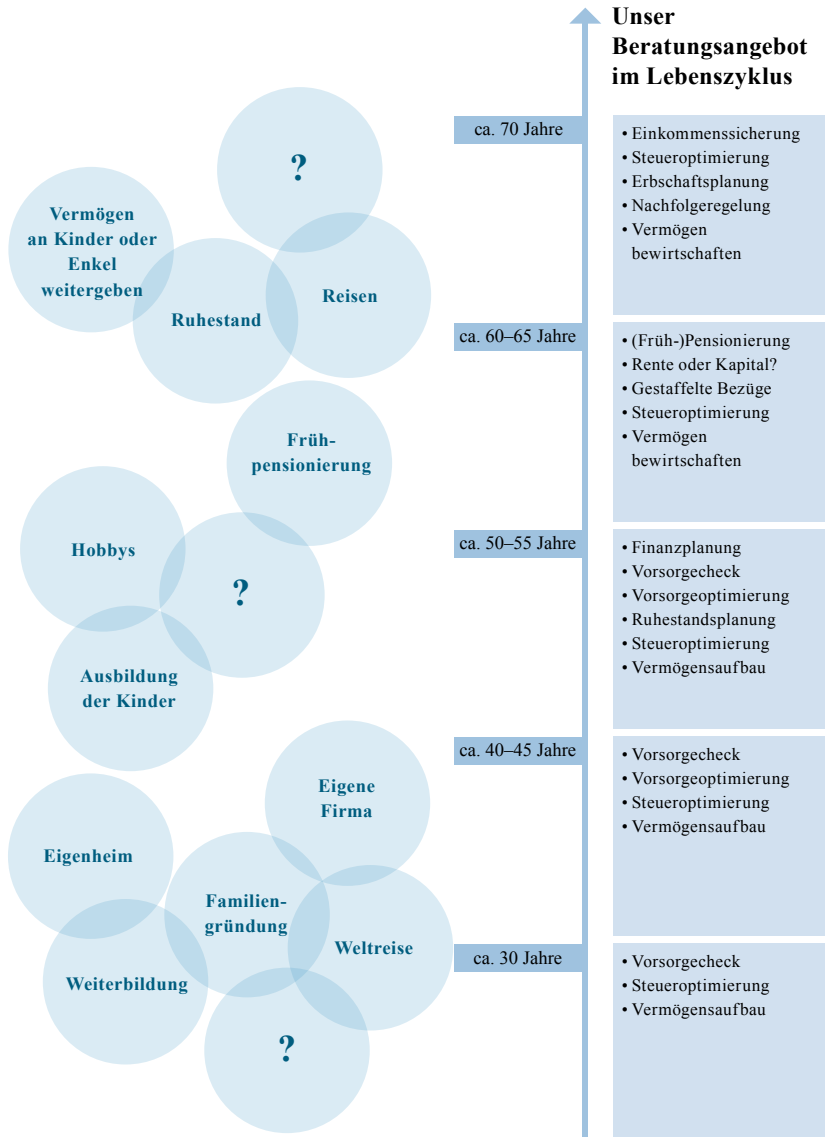 Unser
Beratungsangebot
im Lebenszyklus
ca. 70 Jahre
• Einkommenssicherung
• Steueroptimierung
• Erbschaftsplanung
• Nachfolgeregelung
• Vermögen
bewirtschaften
?
Vermögen
an Kinder oder
Enkel
weitergeben
Ruhestand
Reisen
ca. 60–65 Jahre
• (Früh-)Pensionierung
• Rente oder Kapital?
• Gestaffelte Bezüge
• Steueroptimierung
• Vermögen
bewirtschaften
Früh-
pensionierung
Hobbys
?
Ausbildung
der Kinder
ca. 50–55 Jahre
• Finanzplanung
• Vorsorgecheck
• Vorsorgeoptimierung
• Ruhestandsplanung
• Steueroptimierung
• Vermögensaufbau
ca. 40–45 Jahre
• Vorsorgecheck
• Vorsorgeoptimierung
• Steueroptimierung
• Vermögensaufbau
Eigene
Firma
Eigenheim
Familien-
gründung
Weltreise
Weiterbildung
?
ca. 30 Jahre
• Vorsorgecheck
• Steueroptimierung
• Vermögensaufbau